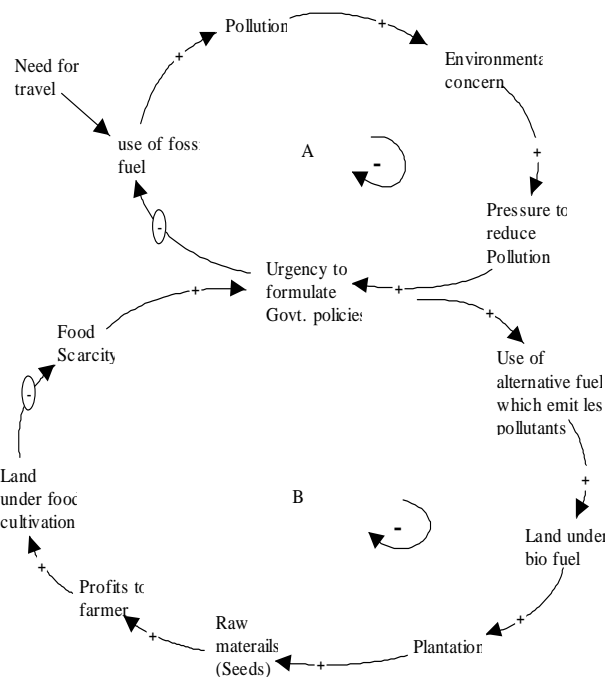 Pollution
Environmenta
concern
Need for
travel
use of foss
fuel
A
-
Pressure to
reduce
Pollution
Urgency to
formulate
Govt. policies
Food
Scarcity
Use of
alternative fuel
which emit les
pollutants
Land
under food
cultivation
B
-
Land under
bio fuel
Profits to
farmer
Raw
materails
(Seeds)
Plantation
+
+
+
+
-
+
+
-
+
+
+
+
+